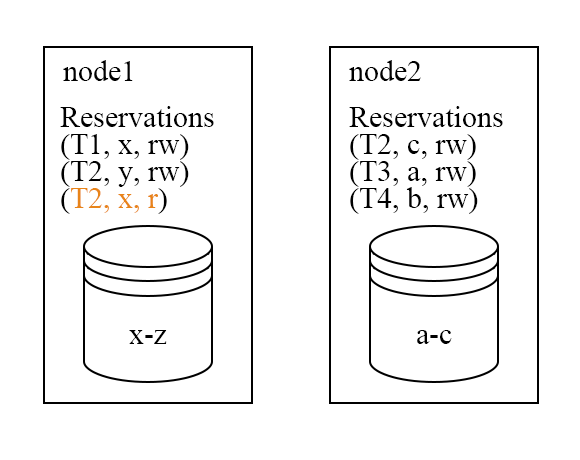 node1
Reservations
(T1, x, rw)
(T2, y, rw)
(T2, x, r)
x-z
node2
Reservations
(T2, c, rw)
(T3, a, rw)
(T4, b, rw)
a-c